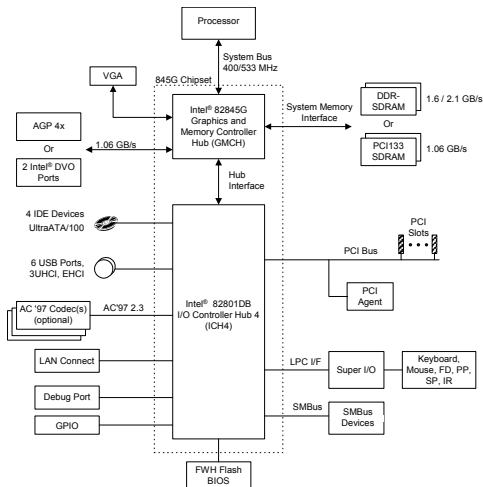 Processor
System Bus
400/533 MHz
VGA
845G Chipset
Intel® 82845G
Graphics and
Memory Controller
Hub (GMCH)
System Memory
Interface
DDR-
SDRAM
1.6 / 2.1 GB/s
Or
PCI133
SDRAM
1.06 GB/s
AGP 4x
Or
2 Intel® DVO
Ports
1.06 GB/s
Hub
Interface
4 IDE Devices
UltraATA/100
6 USB Ports,
3UHCI, EHCI
AC '97 Codec(s)
(optional)
AC'97 2.3
LAN Connect
Debug Port
GPIO
Intel® 82801DB
I/O Controller Hub 4
(ICH4)
PCI
Slots
PCI Bus
PCI
Agent
LPC I/F
Super I/O
Keyboard,
Mouse, FD, PP,
SP, IR
SMBus
SMBus
Devices
FWH Flash
BIOS